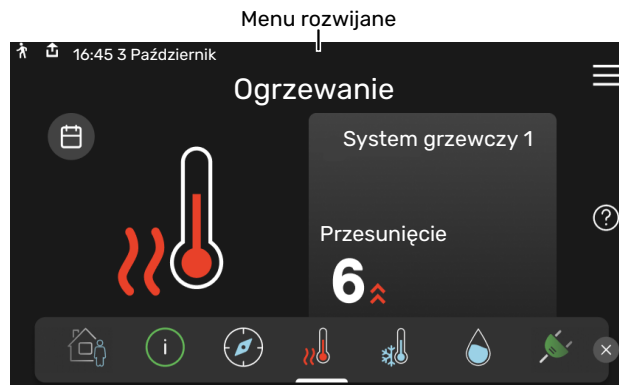 Menu rozwijane
16:45 3 Październik
Ogrzewanie
System grzewczy 1
Przesunięcie
6